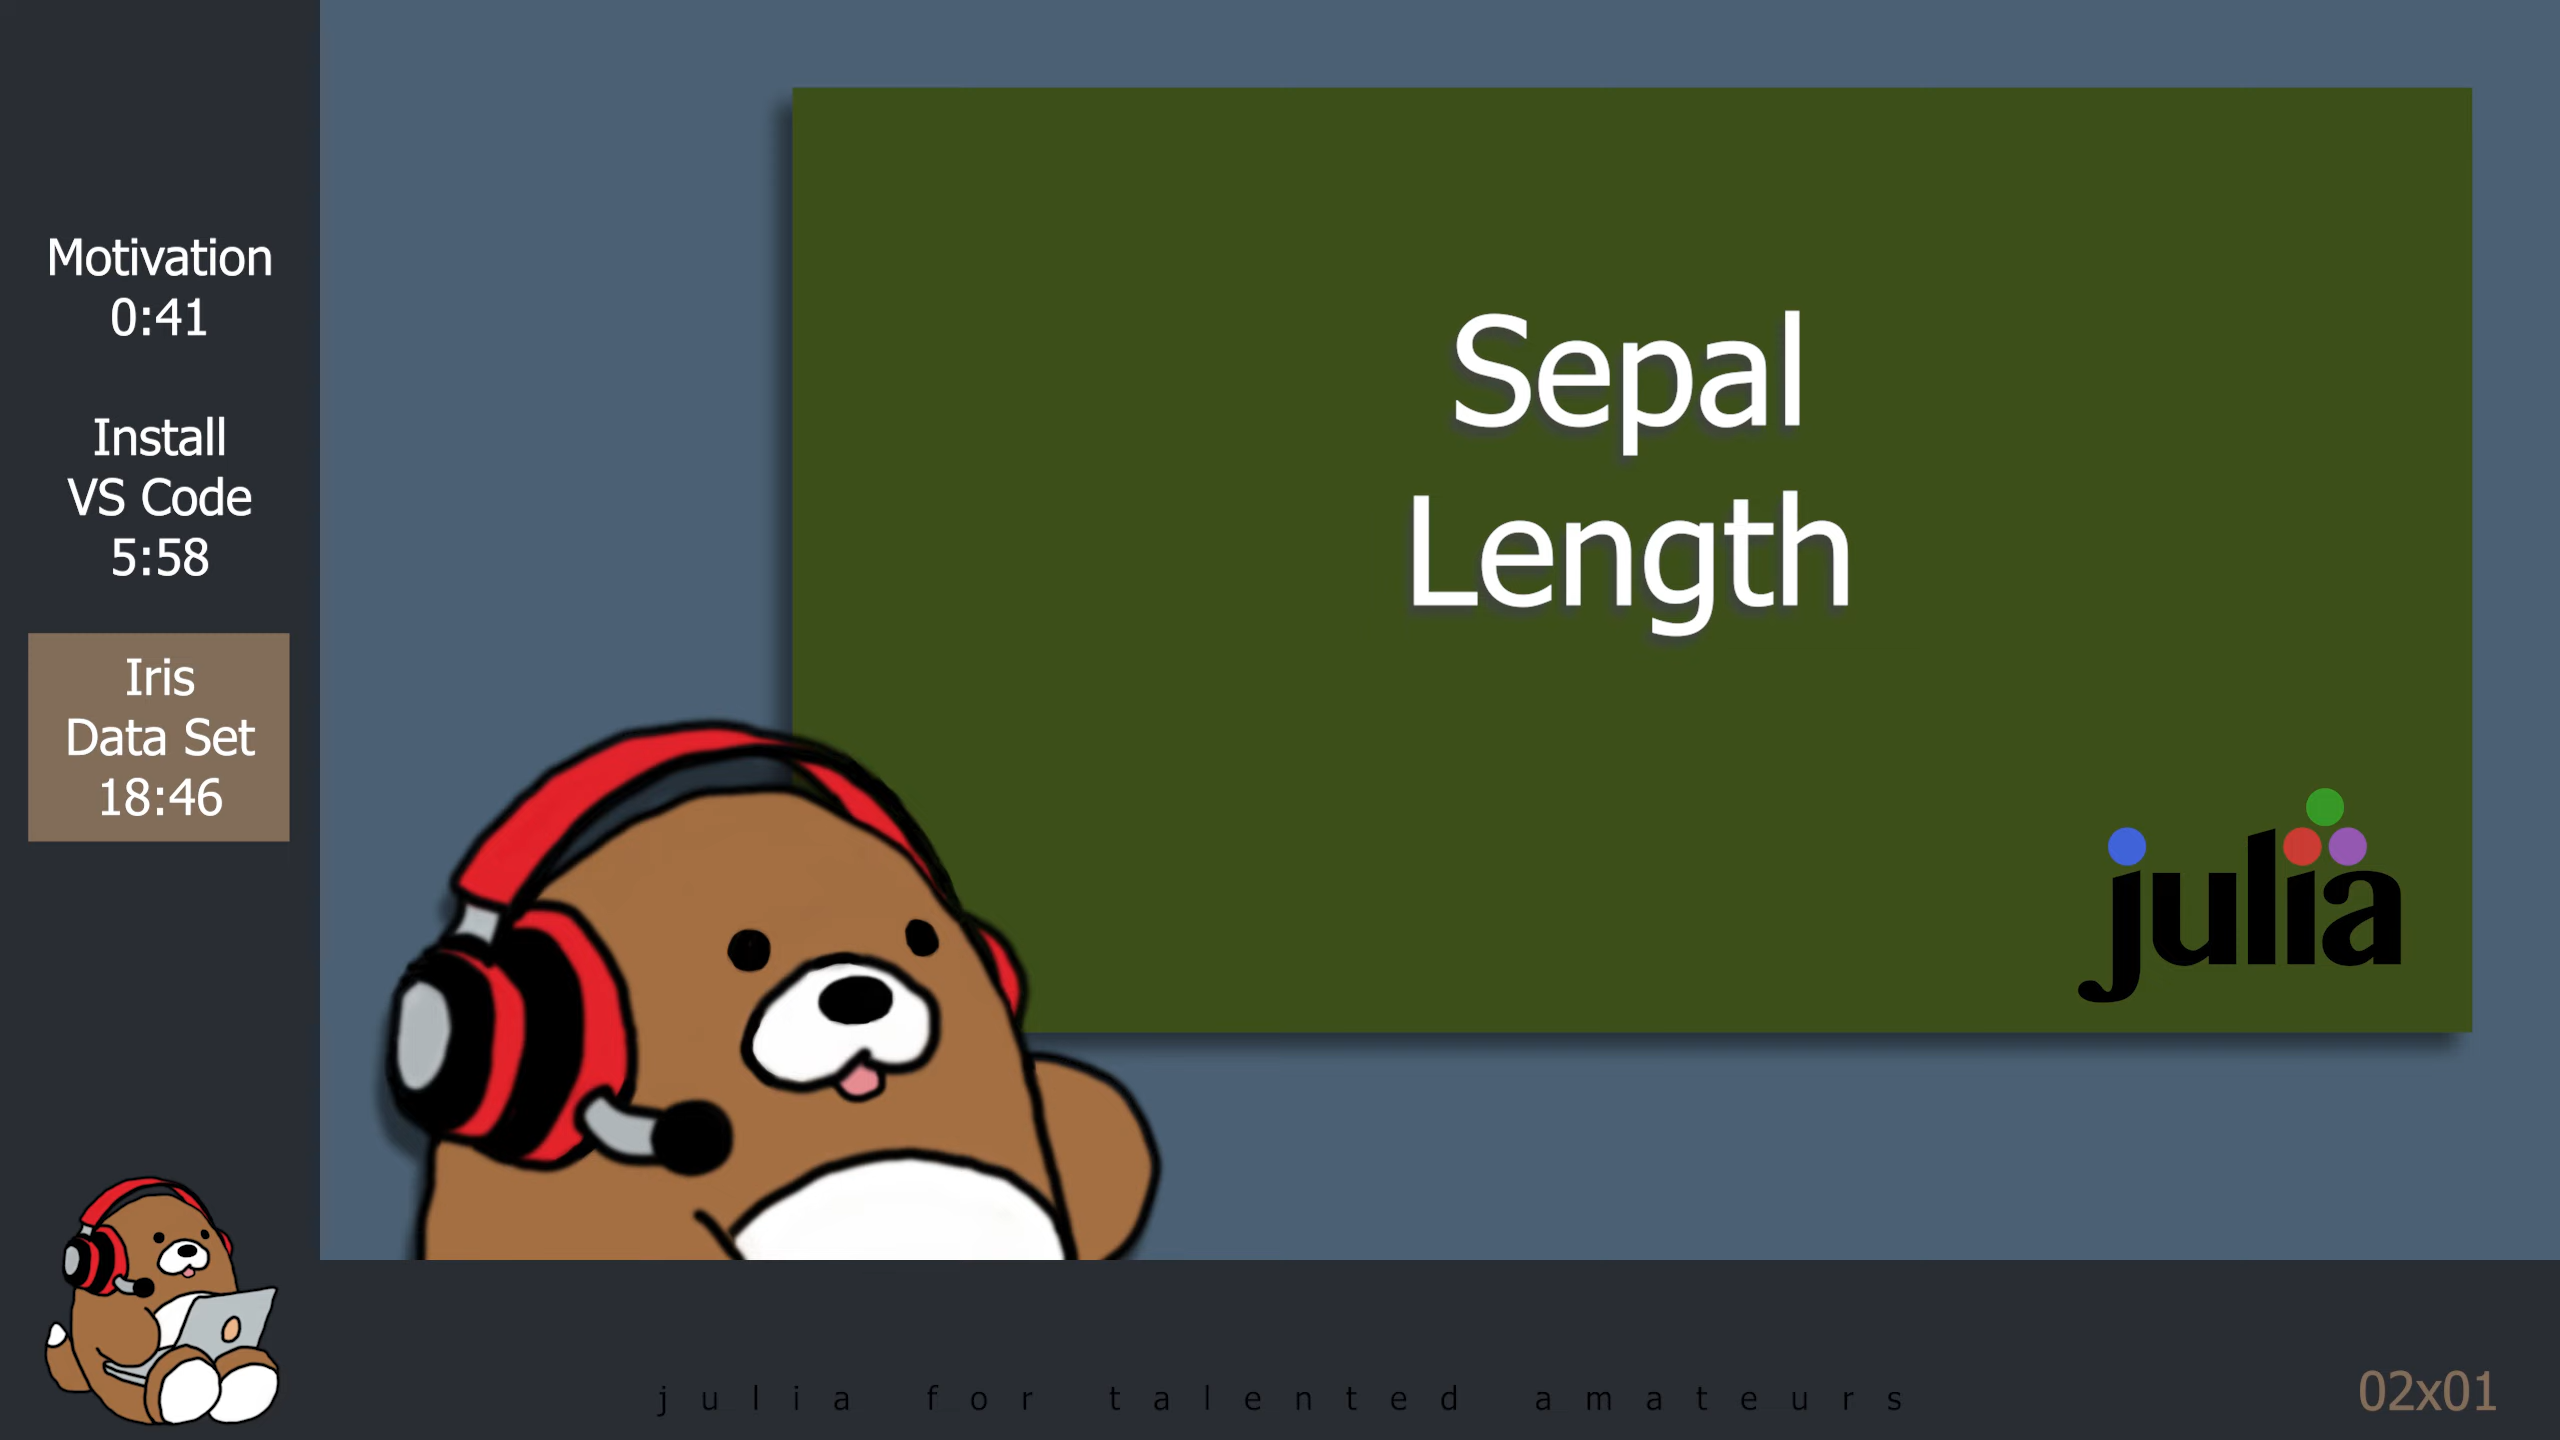 Motivation
0:41
Install
VS Code
5:58
Iris
Data Set
18:46
Sepal
Length
julia
julia for talented amateurs
02x01